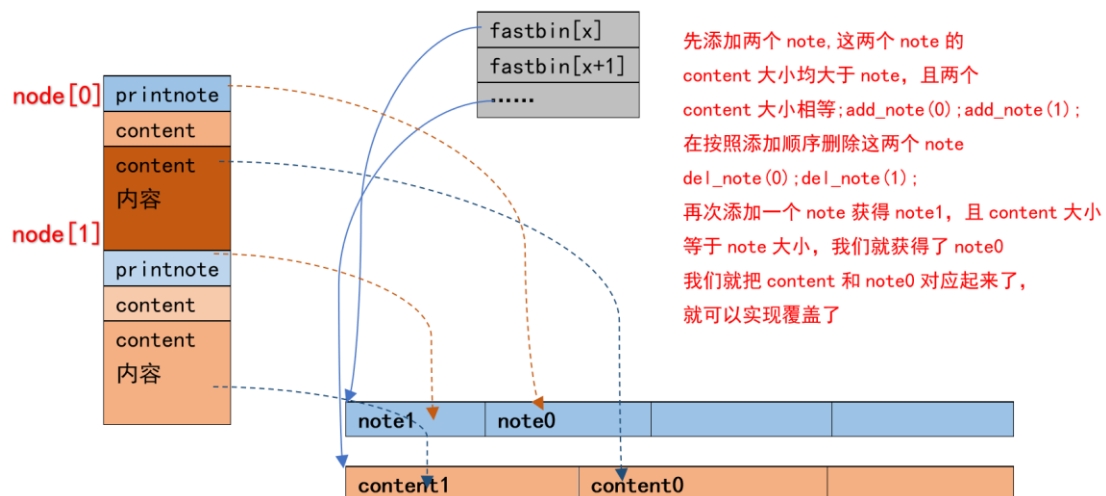 fastbin[x]
fastbin[x+1]
……
node[0]
printnote
content
content
内容
node[1]
printnote
content
content
内容
先添加两个 note,这两个 note 的
content 大小均大于 note，且两个
content 大小相等;add_note(0);add_note(1);
在按照添加顺序删除这两个 note
del_note(0);del_note(1);
再次添加一个 note 获得 note1，且 content 大小
等于 note 大小，我们就获得了 note0
我们就把 content 和 note0 对应起来了，
就可以实现覆盖了
note1
note0
content1
content0